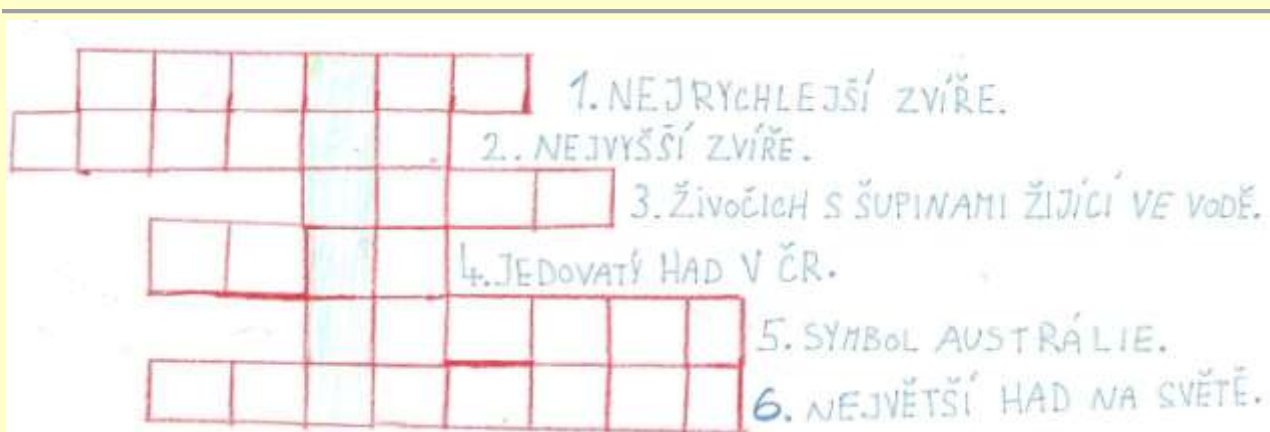 1. NEJRYCHLEJŠÍ ZVÍŘE.
2. NEJVYŠŠÍ ZVÍŘE.
3. ŽIVOČICH S ŠUPINAMI ŽIJÍCÍ VE VODĚ.
4. JEDOVATÝ HAD V ČR.
5. SYMBOL AUSTRÁLIE.
6. NEJVĚTŠÍ HAD NA SVĚTĚ.